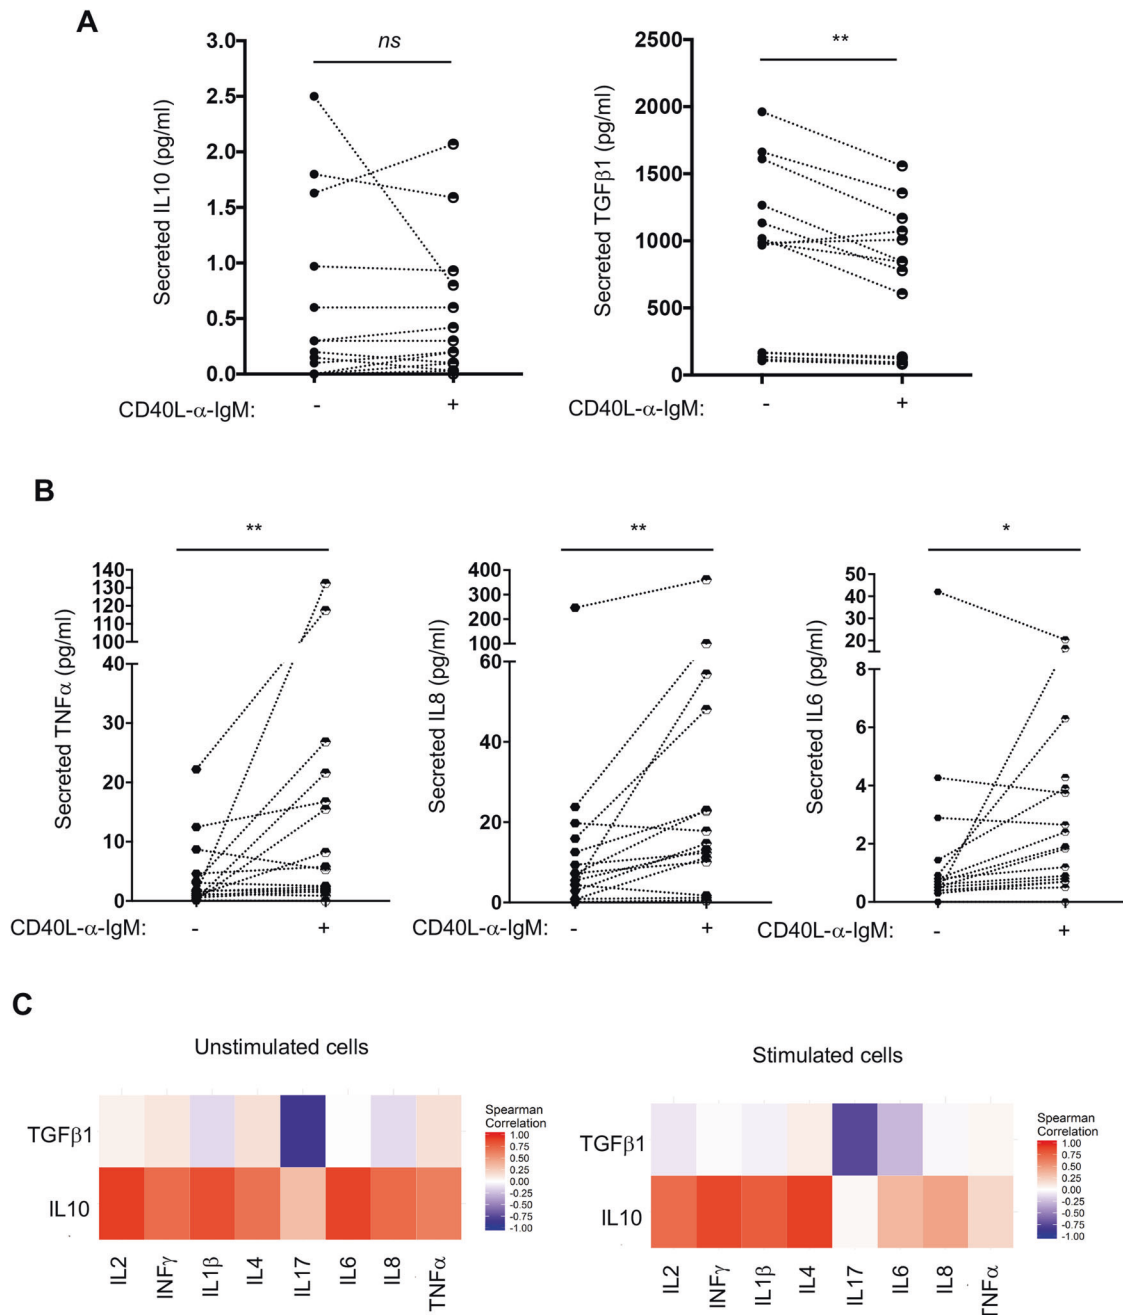 A
3.0
2.5
2.0
1.5
1.0
0.5
0.0
Secreted IL10 (pg/ml)
ns
CD40L-α-IgM: - +
2500
2000
1500
1000
500
0
Secreted TGFβ1 (pg/ml)
**
CD40L-α-IgM: - +
B
140
130
120
110
100
40
30
20
10
0
Secreted TNFα (pg/ml)
**
CD40L-α-IgM: - +
400
300
200
100
60
40
20
0
Secreted IL8 (pg/ml)
**
CD40L-α-IgM: - +
50
40
30
20
8
6
4
2
0
Secreted IL6 (pg/ml)
*
CD40L-α-IgM: - +
C
Unstimulated cells
TGFβ1
IL10
IL2 INFγ IL1β IL4 IL17 IL6 IL8 TNFα
Spearman
Correlation
1.00
0.75
0.50
0.25
0.00
-0.25
-0.50
-0.75
-1.00
Stimulated cells
TGFβ1
IL10
IL2 INFγ IL1β IL4 IL17 IL6 IL8 TNFα
Spearman
Correlation
1.00
0.75
0.50
0.25
0.00
-0.25
-0.50
-0.75
-1.00